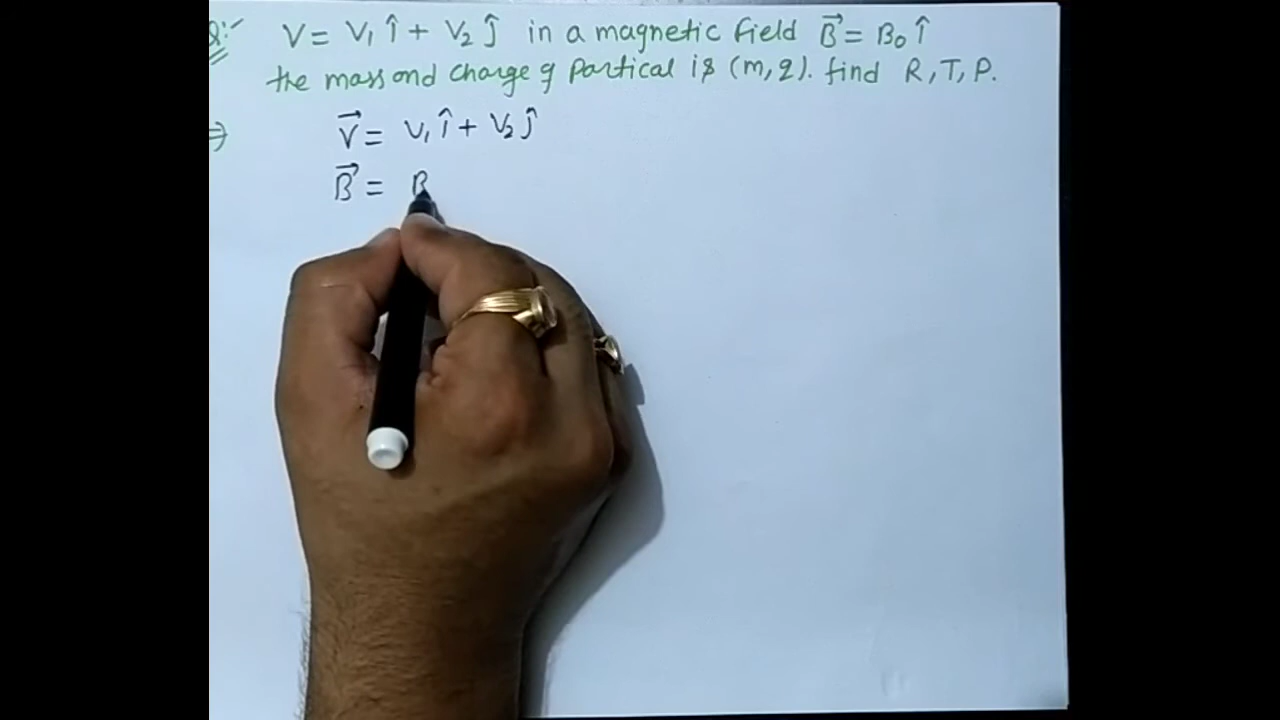 Q:- V = V₁ î + V₂ ĵ in a magnetic field B⃗ = B₀ î
the mass and charge of Partical is (m, q). find R, T, P.
⇒ V⃗ = V₁ î + V₂ ĵ
B⃗ = B